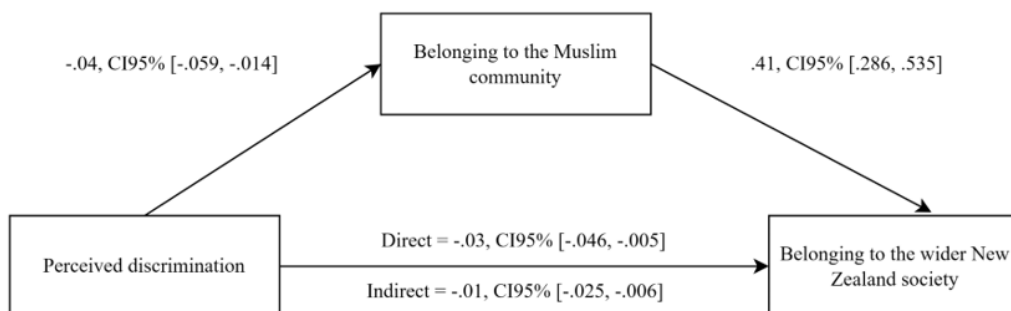 Belonging to the Muslim
community
-.04, CI95% [-.059, -.014]
.41, CI95% [.286, .535]
Perceived discrimination
Direct = -.03, CI95% [-.046, -.005]
Indirect = -.01, CI95% [-.025, -.006]
Belonging to the wider New
Zealand society